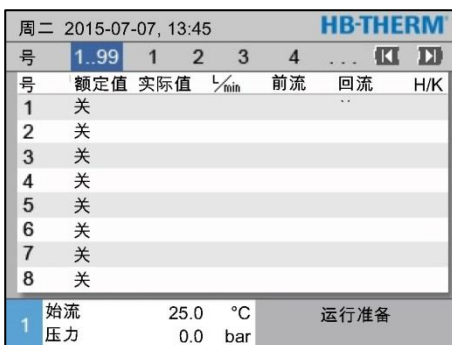 周二 2015-07-07, 13:45 HB-THERM
号 1..99 1 2 3 4 ...
号 额定值 实际值 L/min 前流 回流 H/K
1 关
2 关
3 关
4 关
5 关
6 关
7 关
8 关
1 始流 25.0 °C 运行准备
压力 0.0 bar